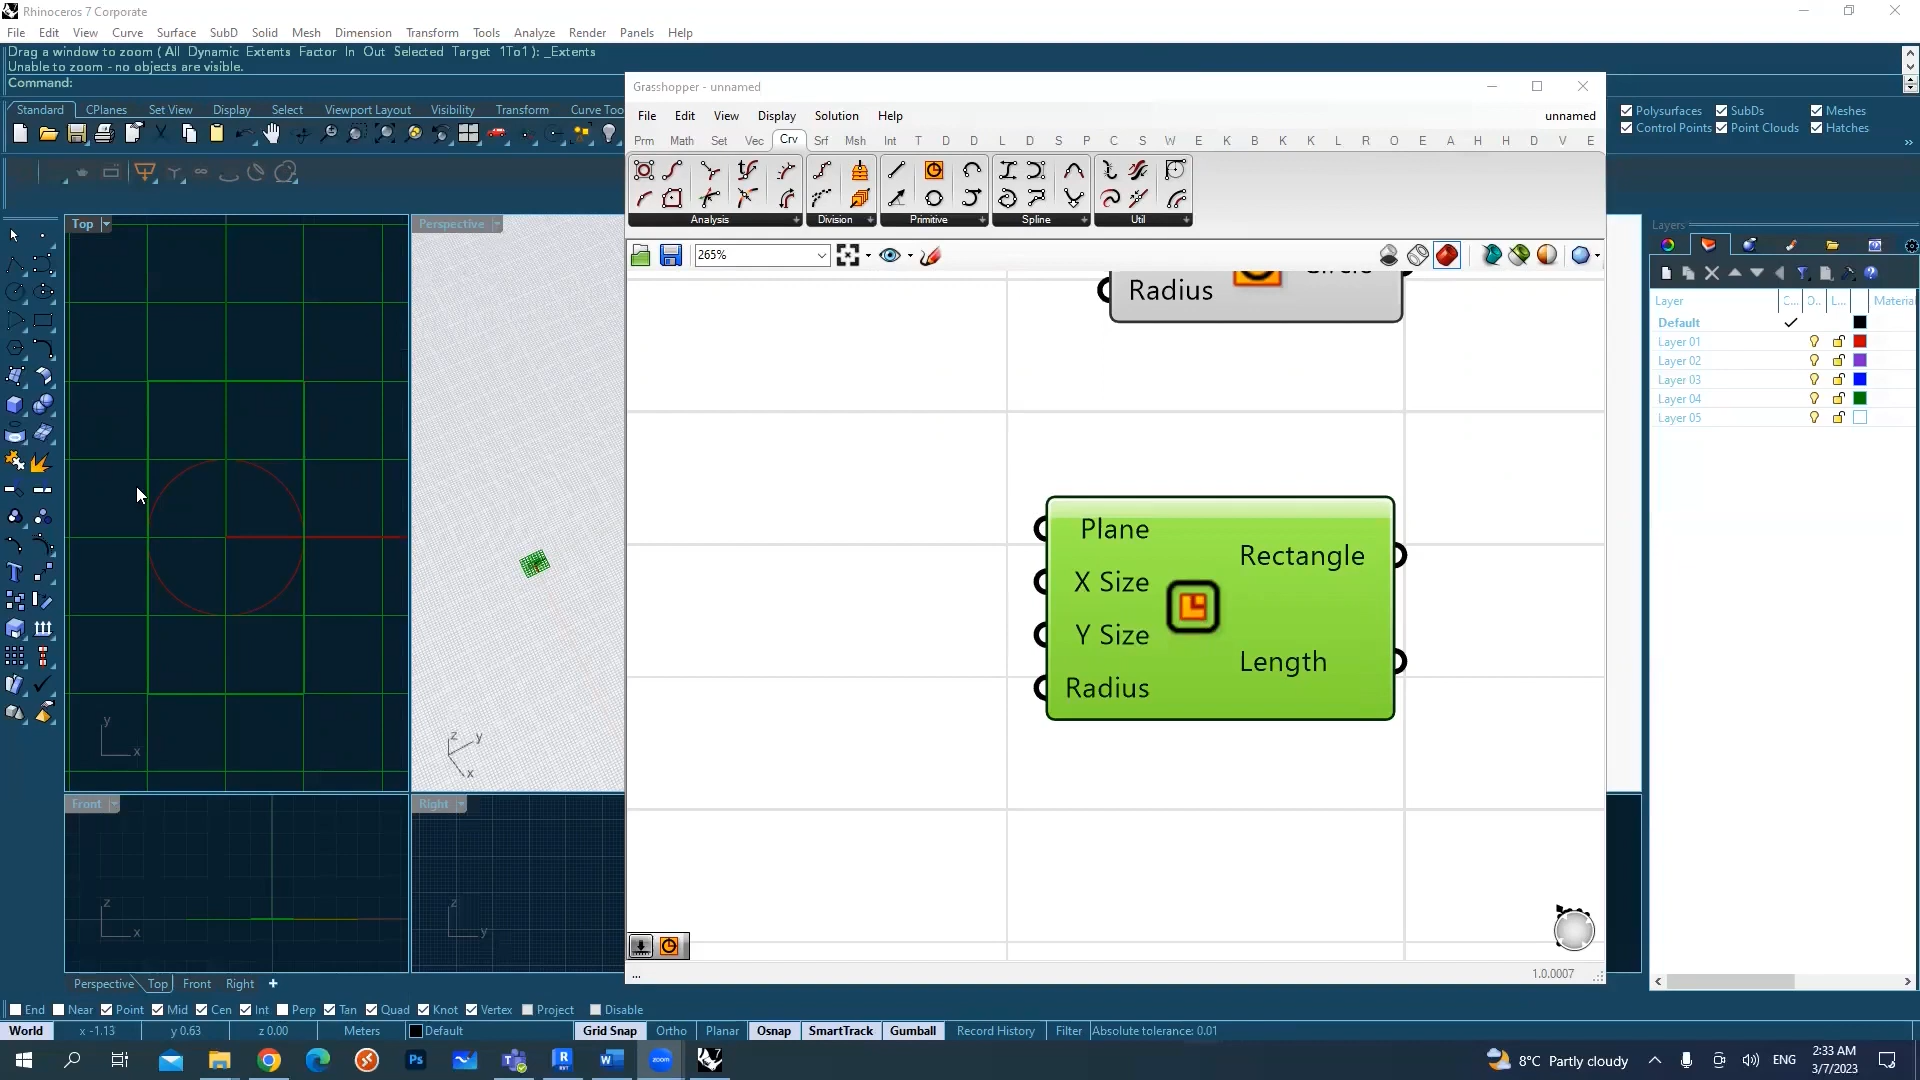 Rhinoceros 7 Corporate
File Edit View Curve Surface SubD Solid Mesh Dimension Transform Tools Analyze Render Panels Help
Drag a window to zoom ( All Dynamic Extents Factor In Out Selected Target 1To1 ): _Extents
Unable to zoom - no objects are visible.
Command:
Standard CPlanes Set View Display Select Viewport Layout Visibility Transform Curve Too
Polysurfaces SubDs Meshes
Control Points Point Clouds Hatches
Grasshopper - unnamed
File Edit View Display Solution Help unnamed
Prm Math Set Vec Crv Srf Msh Int T D D L D S P C S W E K B K K L R O E A H H D V E
Analysis Division Primitive Spline Util
265%
Circle
Radius
Plane
X Size
Y Size
Radius
Rectangle
Length
1.0.0007
...
Top
Perspective
Front
Right
y
x
z
y
x
z
x
z
y
Layers
Layer C... O.. L... Materia
Default
Layer 01
Layer 02
Layer 03
Layer 04
Layer 05
Perspective Top Front Right
End Near Point Mid Cen Int Perp Tan Quad Knot Vertex Project Disable
World x -1.13 y 0.63 z 0.00 Meters Default Grid Snap Ortho Planar Osnap SmartTrack Gumball Record History Filter Absolute tolerance: 0.01
8°C Partly cloudy ENG 2:33 AM
3/7/2023